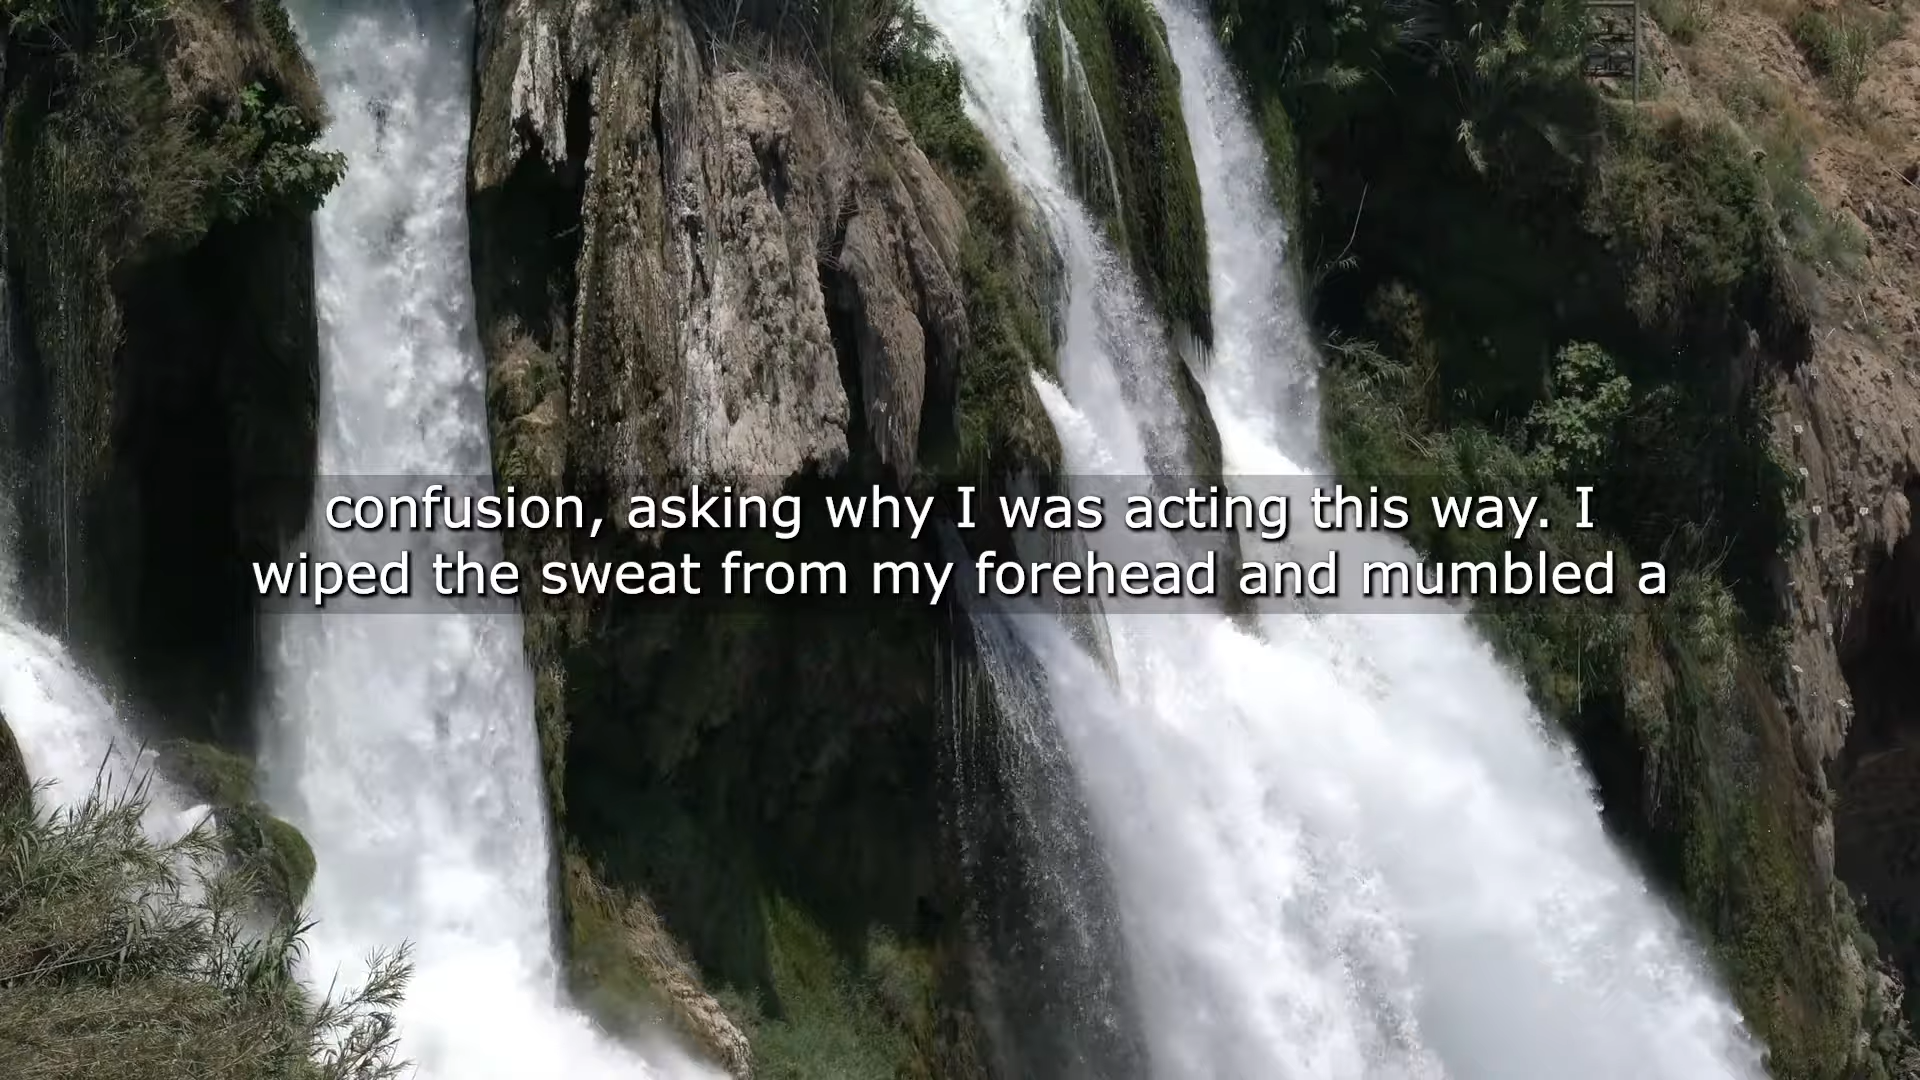 confusion, asking why I was acting this way. I
wiped the sweat from my forehead and mumbled a